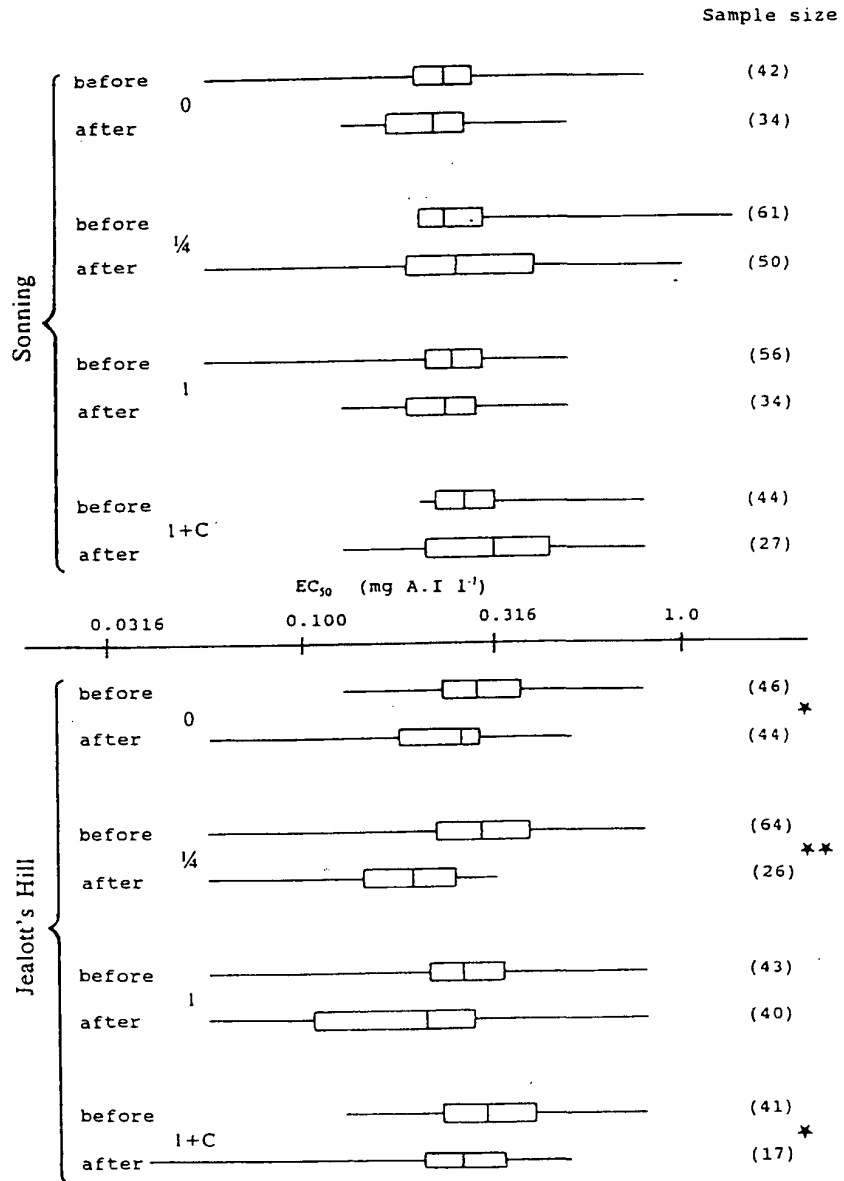 Sample size
Sonning
before (42)
0
after (34)
before (61)
¼
after (50)
before (56)
1
after (34)
before (44)
1+C
after (27)
EC₅₀ (mg A.I l⁻¹)
0.0316 0.100 0.316 1.0
Jealott's Hill
before (46)
0 ★
after (44)
before (64)
¼ ★★
after (26)
before (43)
1
after (40)
before (41)
1+C ★
after (17)